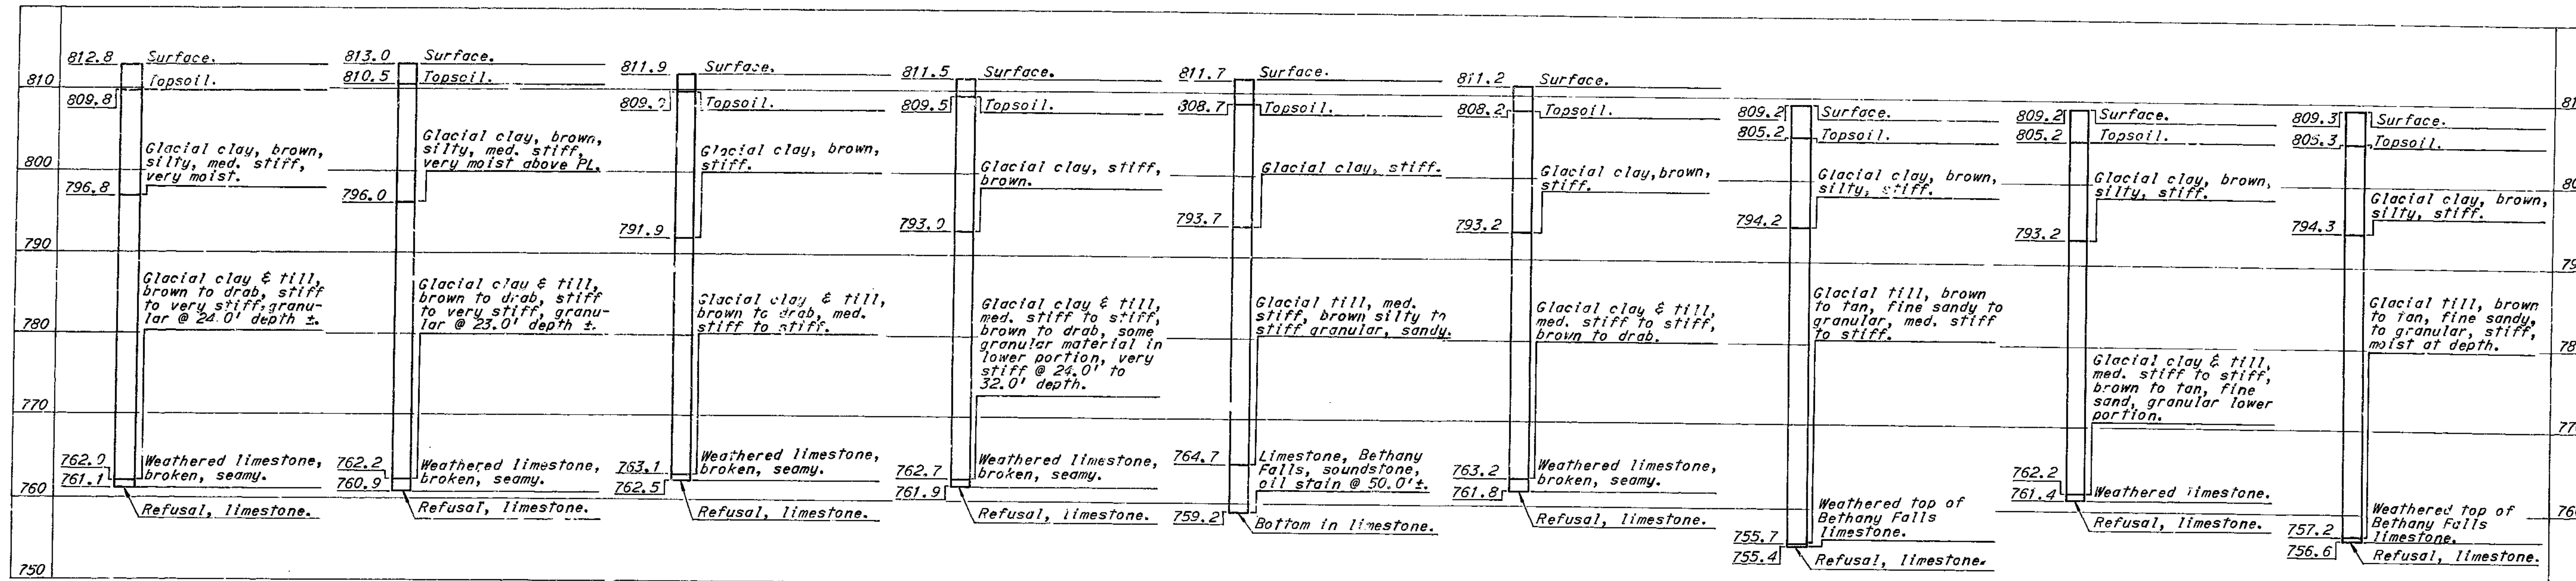 812.8
Surface.
810
Topsoil.
809.8
Glacial clay, brown,
silty, med. stiff,
very moist.
800
796.8
790
Glacial clay & till,
brown to drab, stiff
to very stiff, granu-
lar @ 24.0' depth ±.
780
770
762.0
Weathered limestone,
broken, seamy.
761.1
760
Refusal, limestone.
750
813.0
Surface.
810.5
Topsoil.
Glacial clay, brown,
silty, med. stiff,
very moist above PL.
796.0
Glacial clay & till,
brown to drab, stiff
to very stiff, granu-
lar @ 23.0' depth ±.
762.2
Weathered limestone,
broken, seamy.
760.9
Refusal, limestone.
811.9
Surface.
Topsoil.
Glacial clay, brown,
stiff.
791.9
Glacial clay & till,
brown to drab, med.
stiff to stiff.
763.1
Weathered limestone,
broken, seamy.
762.5
Refusal, limestone.
811.5
Surface.
809.5
Topsoil.
Glacial clay, stiff,
brown.
793.0
Glacial clay & till,
med. stiff to stiff,
brown to drab, some
granular material in
lower portion, very
stiff @ 24.0' to
32.0' depth.
762.7
Weathered limestone,
broken, seamy.
761.9
Refusal, limestone.
811.7
Surface.
808.7
Topsoil.
Glacial clay, stiff.
793.7
Glacial till, med.
stiff, brown silty to
stiff granular, sandy.
764.7
Limestone, Bethany
Falls, soundstone,
oil stain @ 50.0'±.
759.2
Bottom in limestone.
811.2
Surface.
808.2
Topsoil.
Glacial clay, brown,
stiff.
793.2
Glacial clay & till,
med. stiff to stiff,
brown to drab.
763.2
Weathered limestone,
broken, seamy.
761.8
Refusal, limestone.
809.2
Surface.
805.2
Topsoil.
Glacial clay, brown,
silty, stiff.
794.2
Glacial till, brown
to tan, fine sandy to
granular, med. stiff
to stiff.
Weathered top of
Bethany Falls
limestone.
755.7
755.4
Refusal, limestone.
809.2
Surface.
805.2
Topsoil.
Glacial clay, brown,
silty, stiff.
793.2
Glacial clay & till,
med. stiff to stiff,
brown to tan, fine
sand, granular lower
portion.
762.2
761.4
Weathered limestone.
Refusal, limestone.
809.3
Surface.
805.3
Topsoil.
Glacial clay, brown,
silty, stiff.
794.3
Glacial till, brown
to tan, fine sandy,
to granular, stiff,
moist at depth.
Weathered top of
Bethany Falls
limestone.
757.2
756.6
Refusal, limestone.